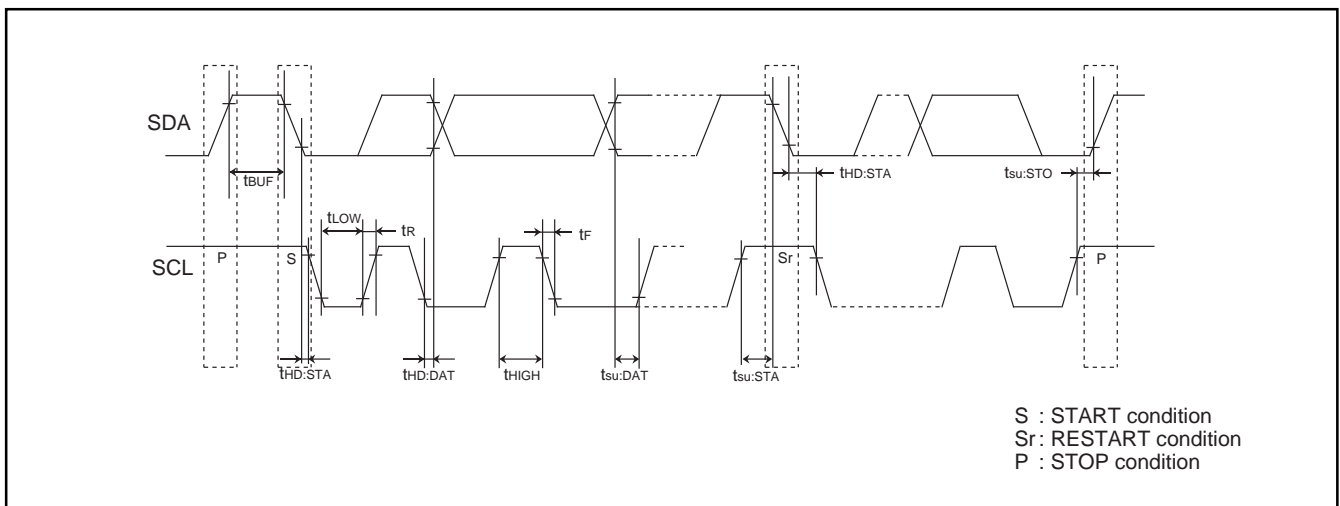 SDA
tBUF
tHD:STA
tsu:STO
tLOW
tR
tF
SCL
P
S
Sr
P
tHD:STA
tHD:DAT
tHIGH
tsu:DAT
tsu:STA
S : START condition
Sr : RESTART condition
P : STOP condition